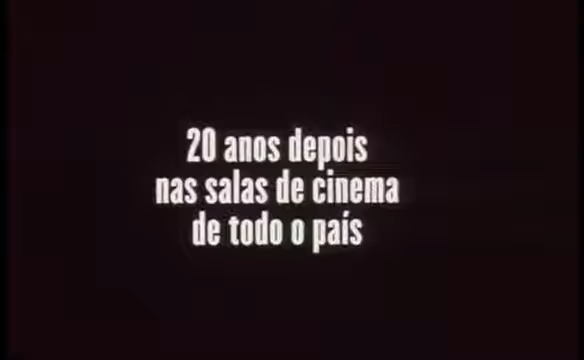 20 anos depois
nas salas de cinema
de todo o país